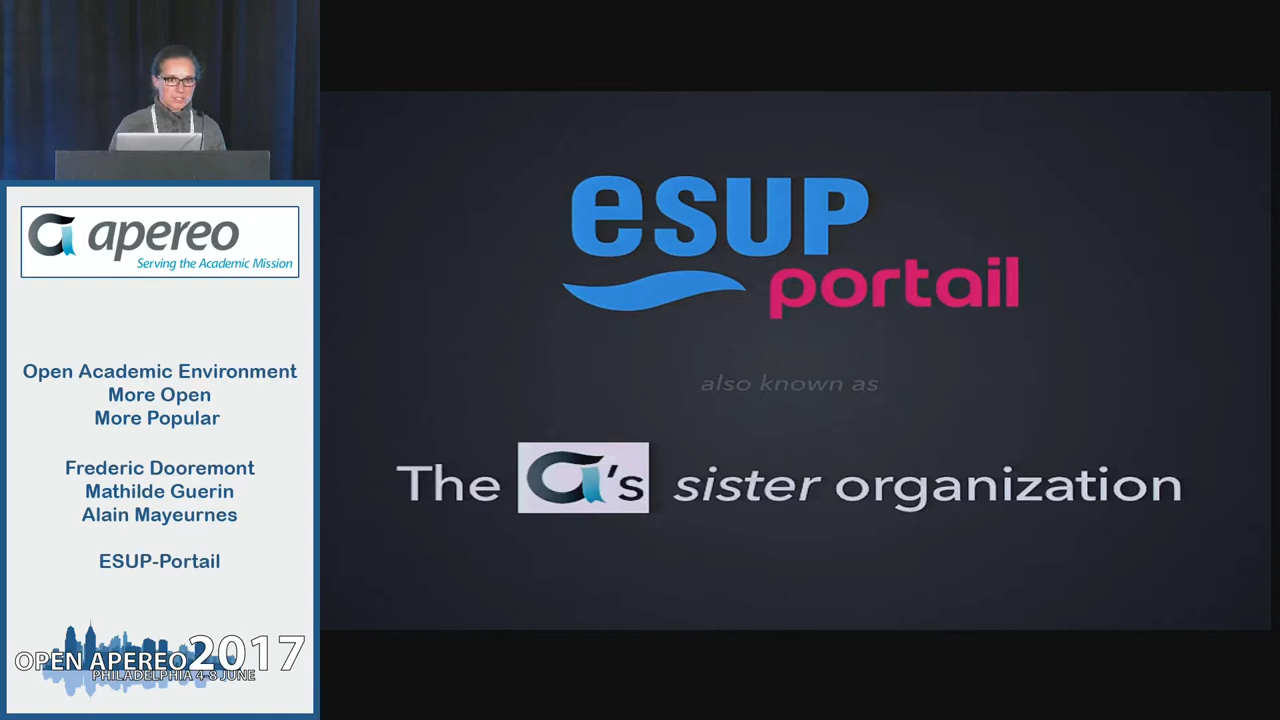 apereo
Serving the Academic Mission
Open Academic Environment
More Open
More Popular
Frederic Dooremont
Mathilde Guerin
Alain Mayeurnes
ESUP-Portail
OPEN APEREO 2017
PHILADELPHIA 4-8 JUNE
esup
portail
also known as
The a's sister organization